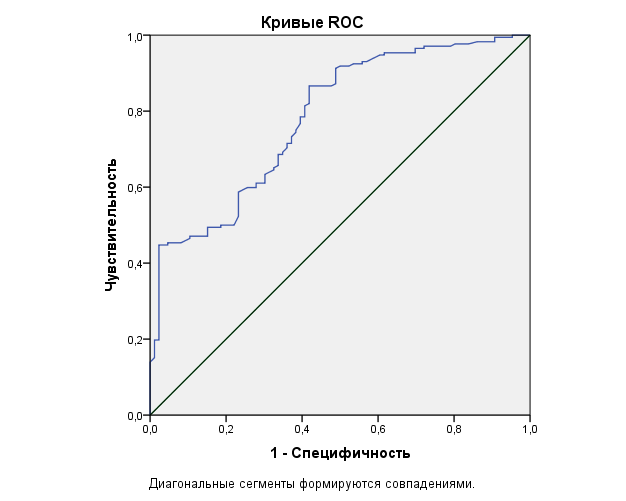 Кривые ROC
1,0
0,8
0,6
0,4
0,2
0,0
Чувствительность
0,0 0,2 0,4 0,6 0,8 1,0
1 - Специфичность
Диагональные сегменты формируются совпадениями.